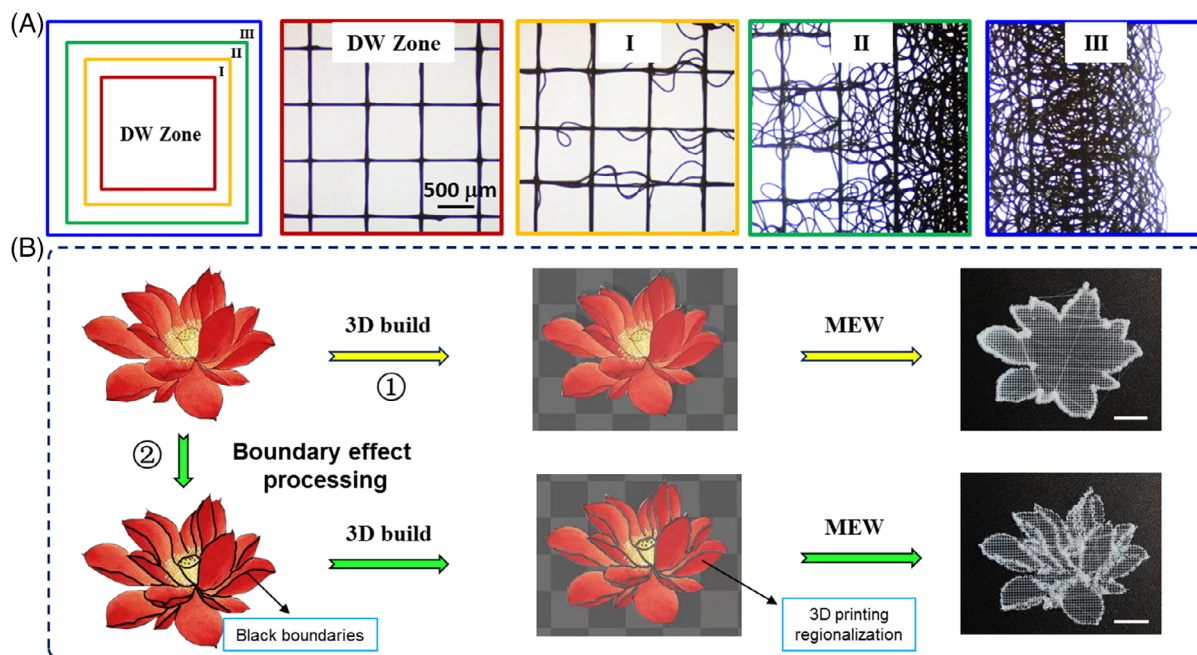 (A)
III
II
I
DW Zone
DW Zone
500 μm
I
II
III
(B)
3D build
①
MEW
②
Boundary effect
processing
3D build
MEW
Black boundaries
3D printing
regionalization